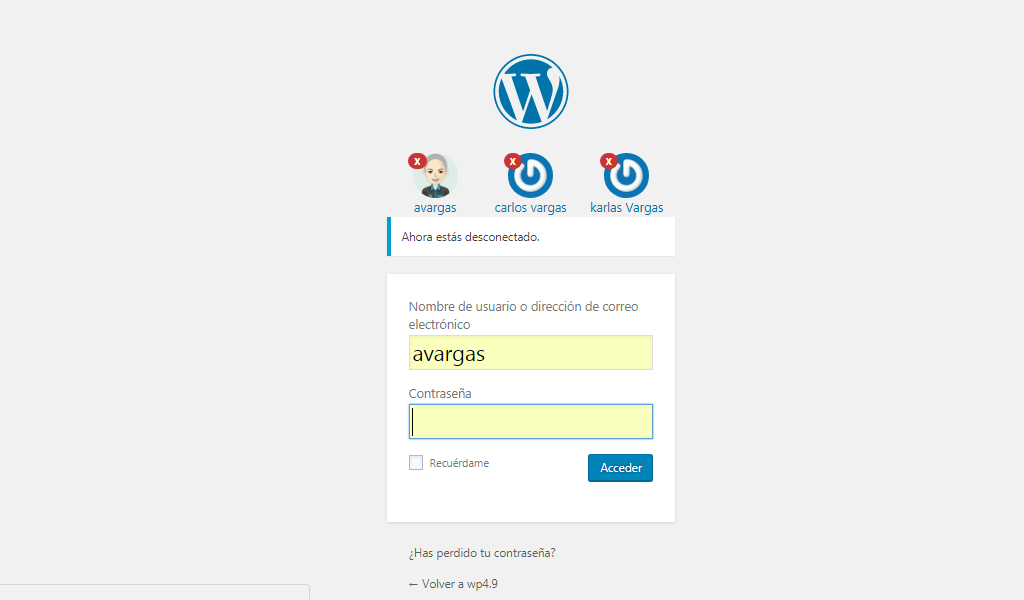 x x x
avargas carlos vargas karlas Vargas
Ahora estás desconectado.
Nombre de usuario o dirección de correo
electrónico
avargas
Contraseña
Recuérdame Acceder
¿Has perdido tu contraseña?
← Volver a wp4.9